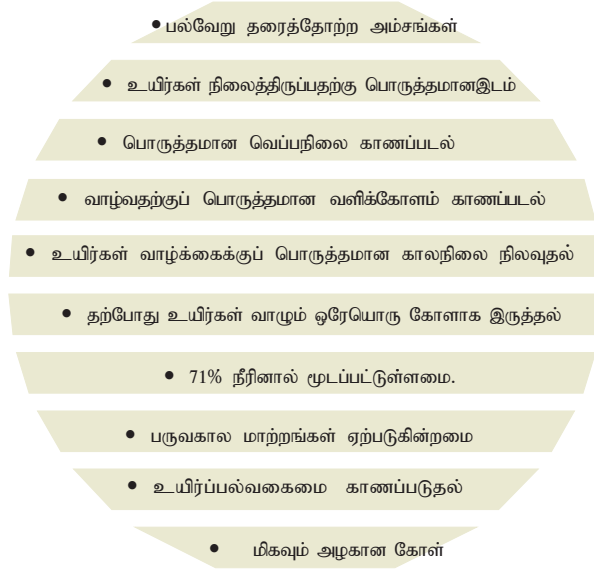 • பல்வேறு தரைத்தோற்ற அம்சங்கள்
• உயிர்கள் நிலைத்திருப்பதற்கு பொருத்தமானஇடம்
• பொருத்தமான வெப்பநிலை காணப்படல்
• வாழ்வதற்குப் பொருத்தமான வளிக்கோளம் காணப்படல்
• உயிர்கள் வாழ்க்கைக்குப் பொருத்தமான காலநிலை நிலவுதல்
• தற்போது உயிர்கள் வாழும் ஒரேயொரு கோளாக இருத்தல்
• 71% நீரினால் மூடப்பட்டுள்ளமை.
• பருவகால மாற்றங்கள் ஏற்படுகின்றமை
• உயிர்ப்பல்வகைமை காணப்படுதல்
• மிகவும் அழகான கோள்